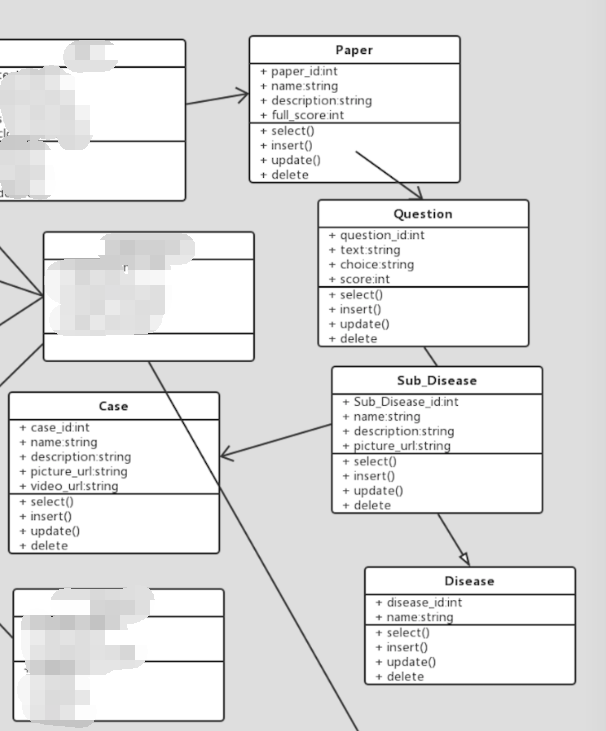 Paper
+ paper_id:int
+ name:string
+ description:string
+ full_score:int
+ select()
+ insert()
+ update()
+ delete
Question
+ question_id:int
+ text:string
+ choice:string
+ score:int
+ select()
+ insert()
+ update()
+ delete
Sub_Disease
+ Sub_Disease_id:int
+ name:string
+ description:string
+ picture_url:string
+ select()
+ insert()
+ update()
+ delete
Case
+ case_id:int
+ name:string
+ description:string
+ picture_url:string
+ video_url:string
+ select()
+ insert()
+ update()
+ delete
Disease
+ disease_id:int
+ name:string
+ select()
+ insert()
+ update()
+ delete